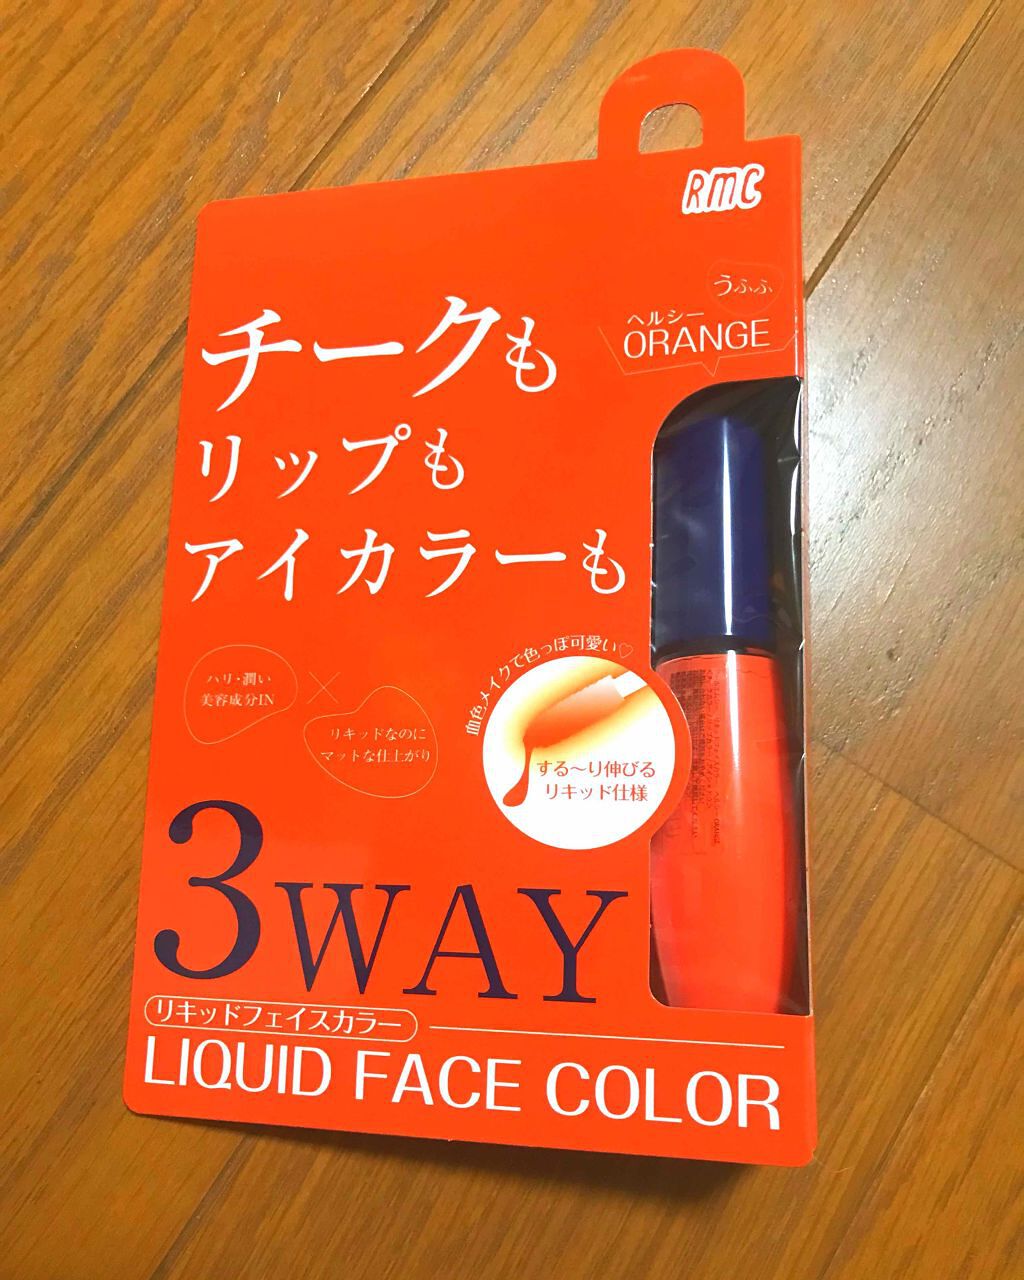 RMC
うふふ
ヘルシー
ORANGE
チークも
リップも
アイカラーも
ハリ・潤い
美容成分IN
×
リキッドなのに
マットな仕上がり
血色メイクで色っぽ可愛い♡
する～り伸びる
リキッド仕様
3WAY
リキッドフェイスカラー
LIQUID FACE COLOR